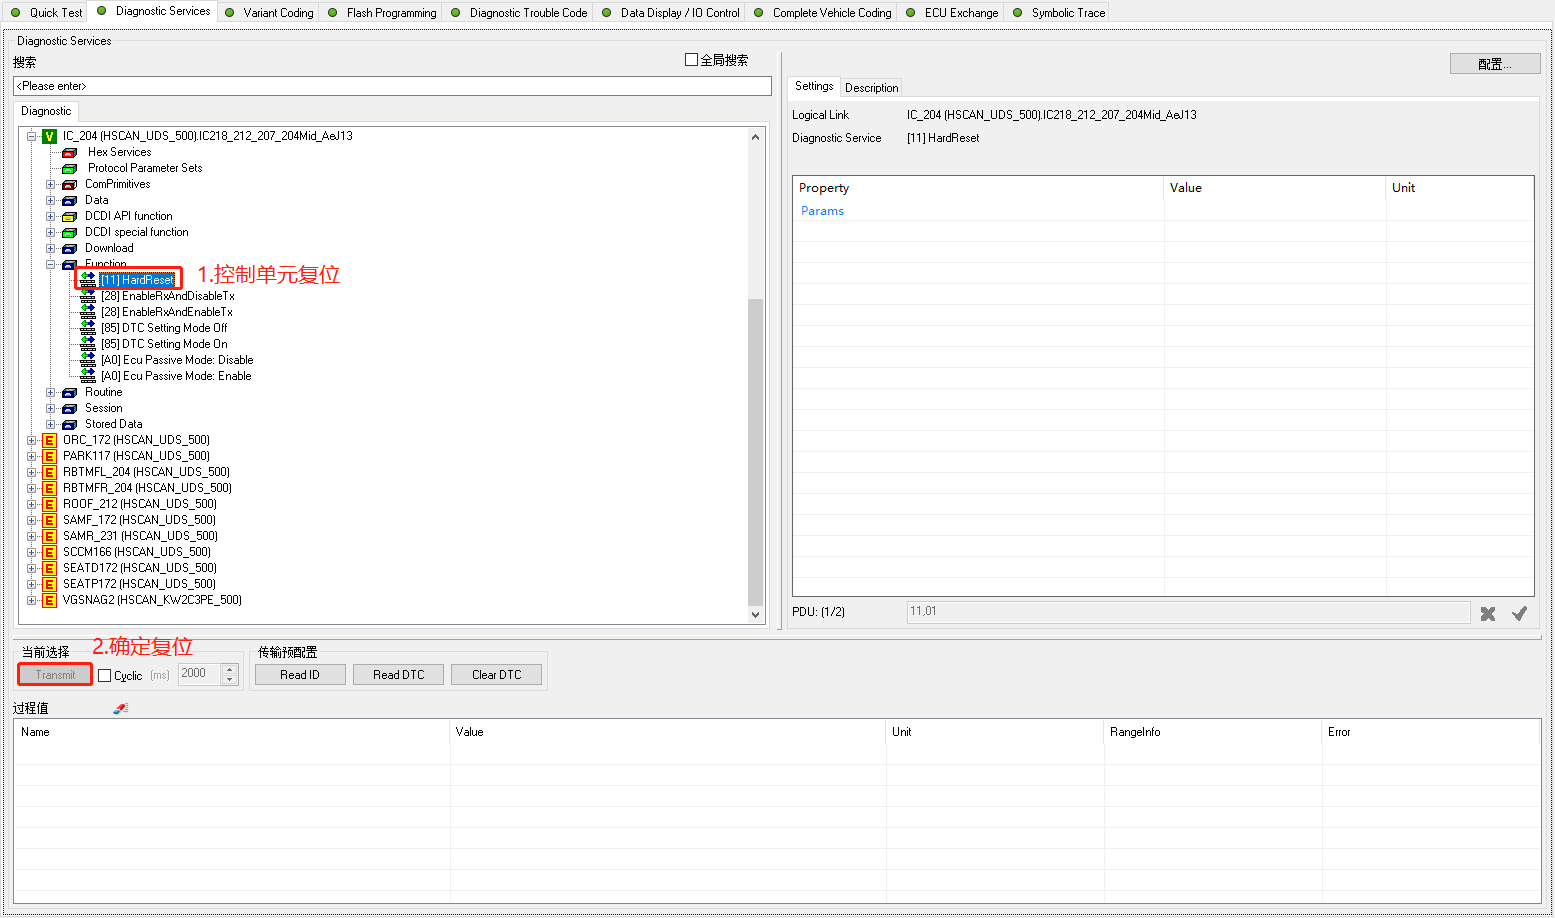 Quick Test
Diagnostic Services
Variant Coding
Flash Programming
Diagnostic Trouble Code
Data Display / IO Control
Complete Vehicle Coding
ECU Exchange
Symbolic Trace
Diagnostic Services
搜索
全局搜索
<Please enter>
Diagnostic
IC_204 (HSCAN_UDS_500).IC218_212_207_204Mid_AeJ13
Hex Services
Protocol Parameter Sets
ComPrimitives
Data
DCDI API function
DCDI special function
Download
Function
[11] HardReset
1.控制单元复位
[28] EnableRxAndDisableTx
[28] EnableRxAndEnableTx
[85] DTC Setting Mode Off
[85] DTC Setting Mode On
[A0] Ecu Passive Mode: Disable
[A0] Ecu Passive Mode: Enable
Routine
Session
Stored Data
ORC_172 (HSCAN_UDS_500)
PARK117 (HSCAN_UDS_500)
RBTMFL_204 (HSCAN_UDS_500)
RBTMFR_204 (HSCAN_UDS_500)
ROOF_212 (HSCAN_UDS_500)
SAMF_172 (HSCAN_UDS_500)
SAMR_231 (HSCAN_UDS_500)
SCCM166 (HSCAN_UDS_500)
SEATD172 (HSCAN_UDS_500)
SEATP172 (HSCAN_UDS_500)
VGSNAG2 (HSCAN_KW2C3PE_500)
配置...
Settings
Description
Logical Link IC_204 (HSCAN_UDS_500).IC218_212_207_204Mid_AeJ13
Diagnostic Service [11] HardReset
Property Value Unit
Params
PDU: (1/2) 11,01
2.确定复位
当前选择
Transmit
Cyclic (ms) 2000
传输预配置
Read ID
Read DTC
Clear DTC
过程值
Name Value Unit RangeInfo Error